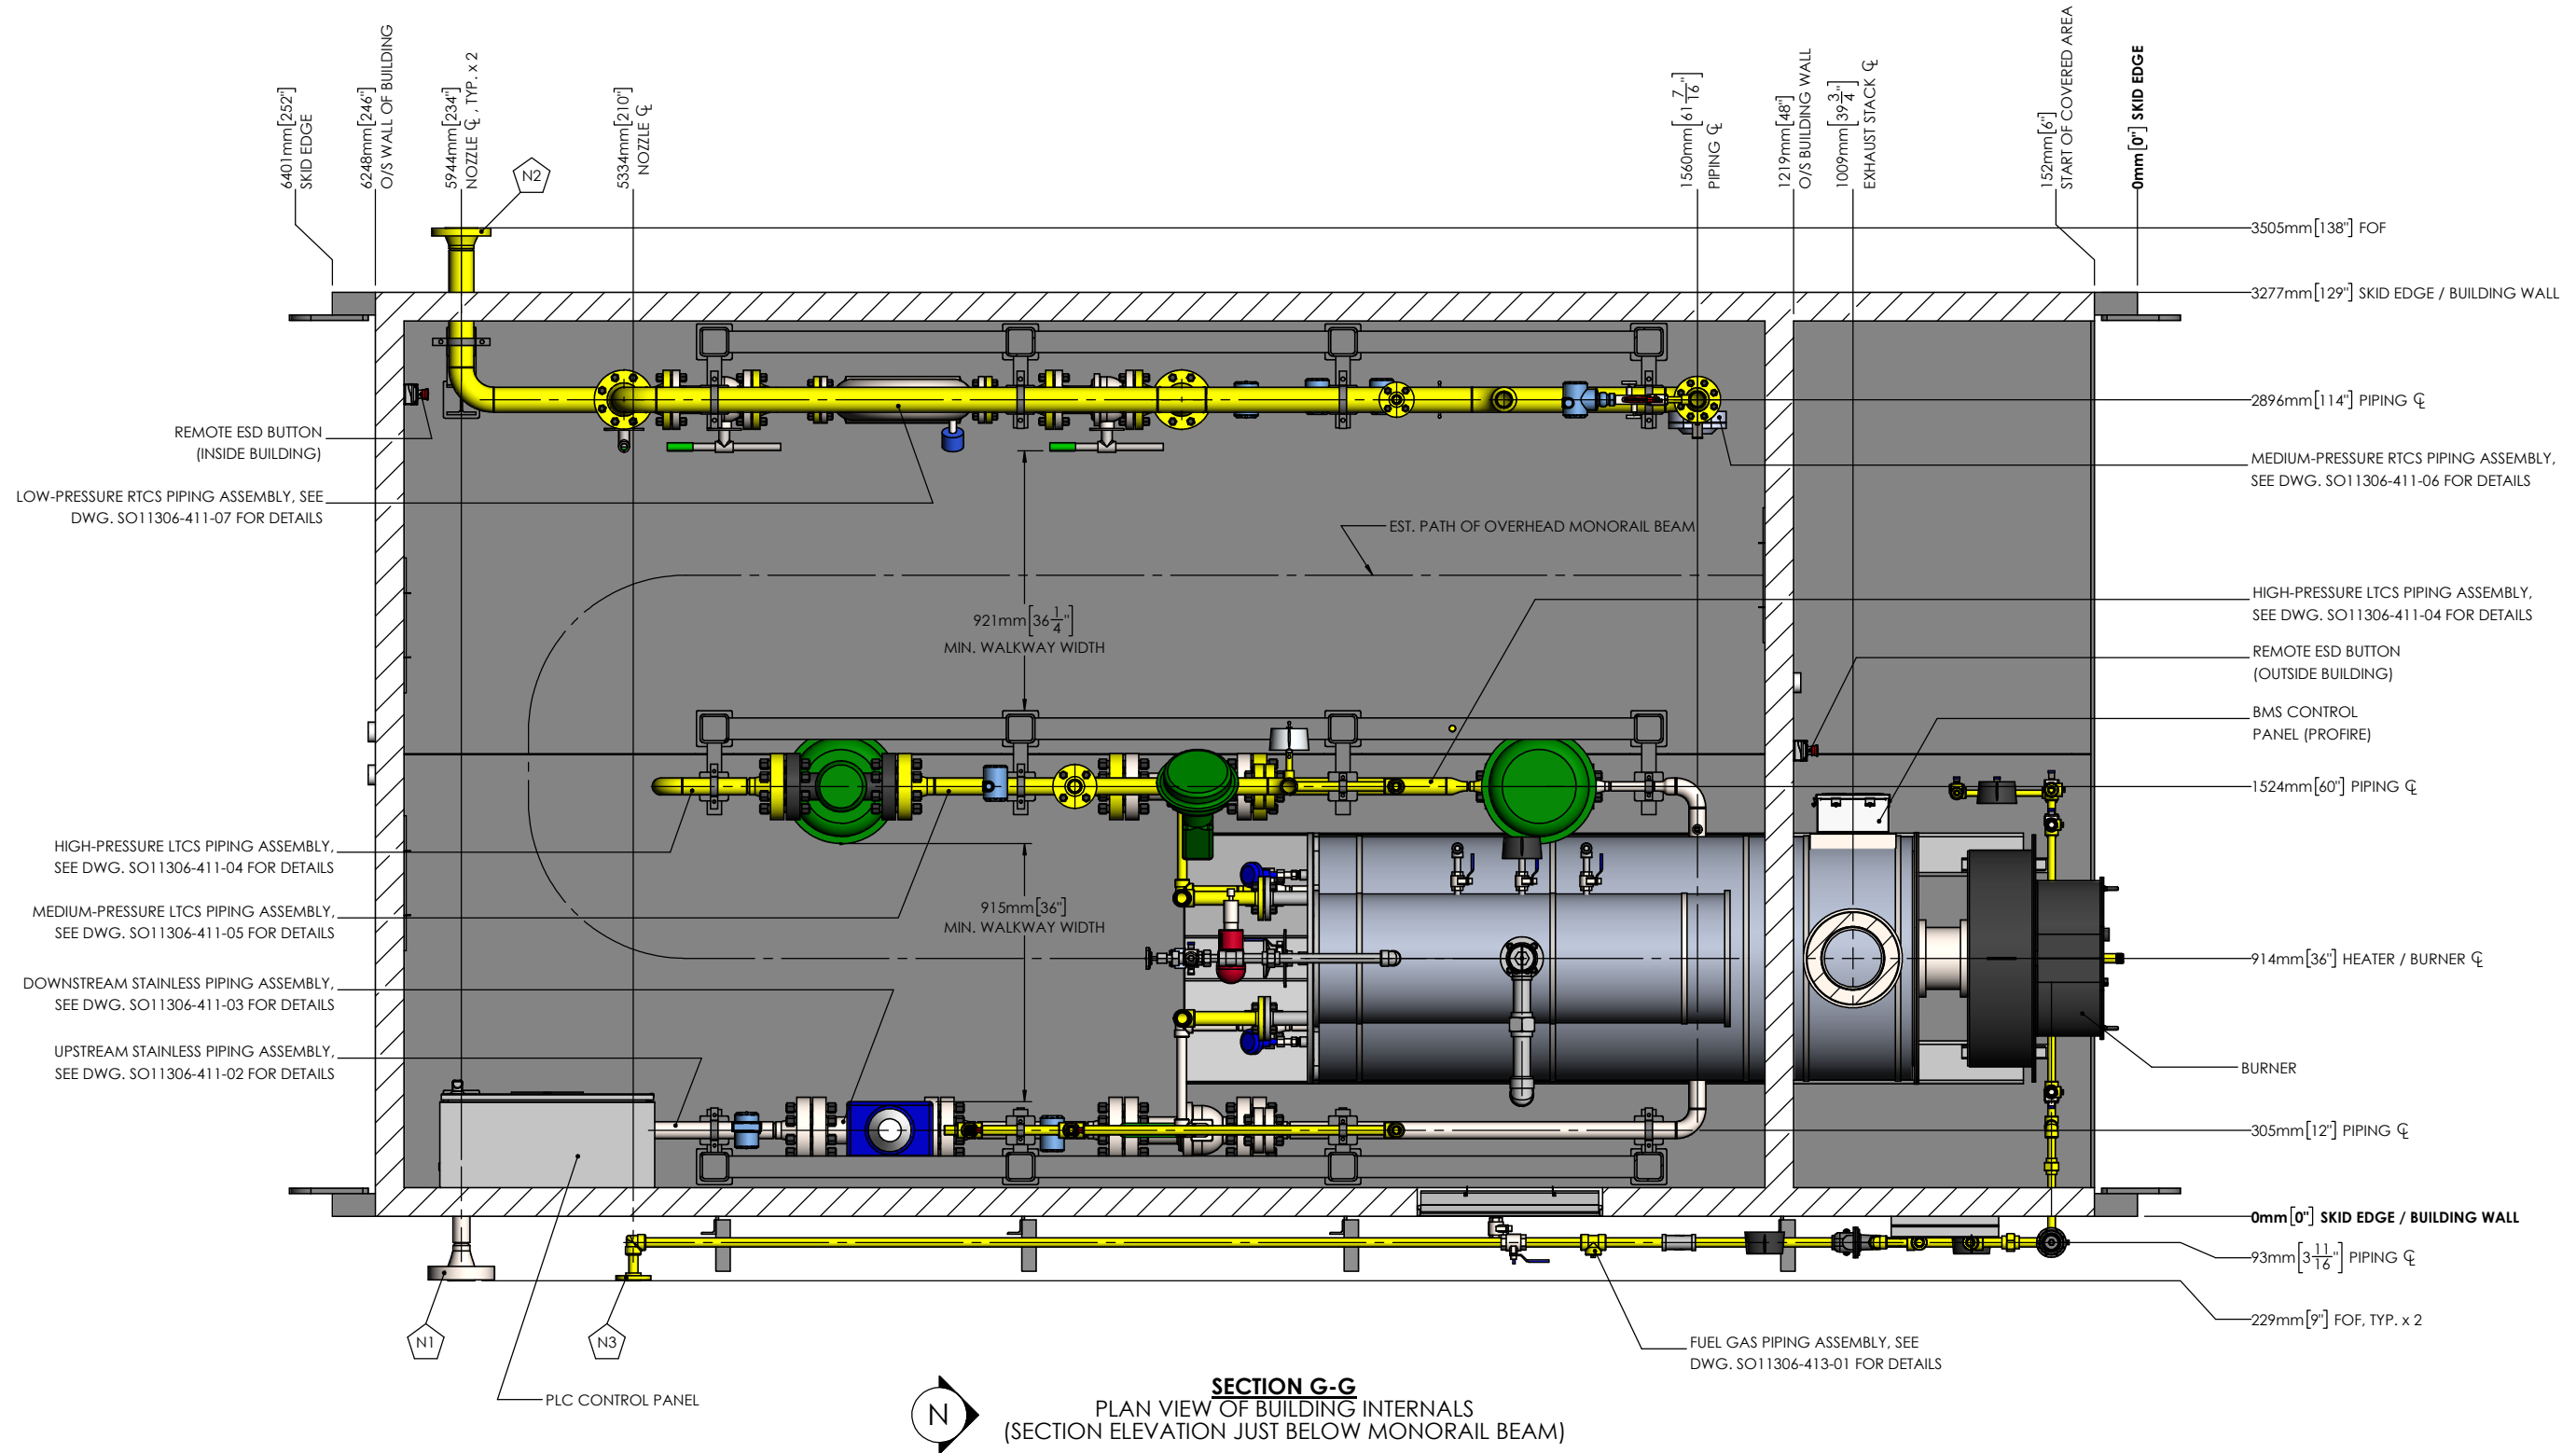 6401mm[252"]
SKID EDGE
6248mm[246"]
O/S WALL OF BUILDING
5944mm[234"]
NOZZLE ℄, TYP. x 2
5334mm[210"]
NOZZLE ℄
1560mm[61 7/16"]
PIPING ℄
1219mm[48"]
O/S BUILDING WALL
1009mm[39 3/4"]
EXHAUST STACK ℄
152mm[6"]
START OF COVERED AREA
0mm[0"] SKID EDGE
N2
3505mm[138"] FOF
3277mm[129"] SKID EDGE / BUILDING WALL
2896mm[114"] PIPING ℄
REMOTE ESD BUTTON
(INSIDE BUILDING)
MEDIUM-PRESSURE RTCS PIPING ASSEMBLY,
SEE DWG. SO11306-411-06 FOR DETAILS
LOW-PRESSURE RTCS PIPING ASSEMBLY, SEE
DWG. SO11306-411-07 FOR DETAILS
EST. PATH OF OVERHEAD MONORAIL BEAM
921mm[36 1/4"]
MIN. WALKWAY WIDTH
HIGH-PRESSURE LTCS PIPING ASSEMBLY,
SEE DWG. SO11306-411-04 FOR DETAILS
REMOTE ESD BUTTON
(OUTSIDE BUILDING)
BMS CONTROL
PANEL (PROFIRE)
1524mm[60"] PIPING ℄
HIGH-PRESSURE LTCS PIPING ASSEMBLY,
SEE DWG. SO11306-411-04 FOR DETAILS
MEDIUM-PRESSURE LTCS PIPING ASSEMBLY,
SEE DWG. SO11306-411-05 FOR DETAILS
915mm[36"]
MIN. WALKWAY WIDTH
914mm[36"] HEATER / BURNER ℄
DOWNSTREAM STAINLESS PIPING ASSEMBLY,
SEE DWG. SO11306-411-03 FOR DETAILS
UPSTREAM STAINLESS PIPING ASSEMBLY,
SEE DWG. SO11306-411-02 FOR DETAILS
BURNER
305mm[12"] PIPING ℄
0mm[0"] SKID EDGE / BUILDING WALL
93mm[3 11/16"] PIPING ℄
229mm[9"] FOF, TYP. x 2
N1
N3
FUEL GAS PIPING ASSEMBLY, SEE
DWG. SO11306-413-01 FOR DETAILS
PLC CONTROL PANEL
N
SECTION G-G
PLAN VIEW OF BUILDING INTERNALS
(SECTION ELEVATION JUST BELOW MONORAIL BEAM)